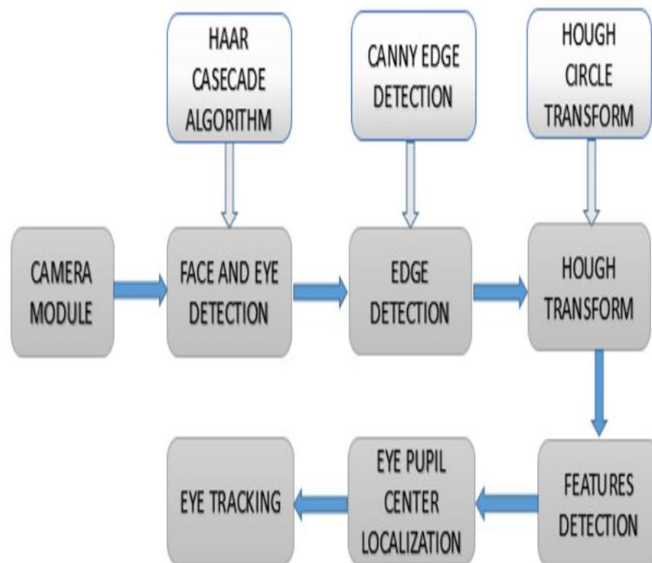 HAAR
CASECADE
ALGORITHM
CANNY EDGE
DETECTION
HOUGH
CIRCLE
TRANSFORM
CAMERA
MODULE
FACE AND EYE
DETECTION
EDGE
DETECTION
HOUGH
TRANSFORM
EYE TRACKING
EYE PUPIL
CENTER
LOCALIZATION
FEATURES
DETECTION